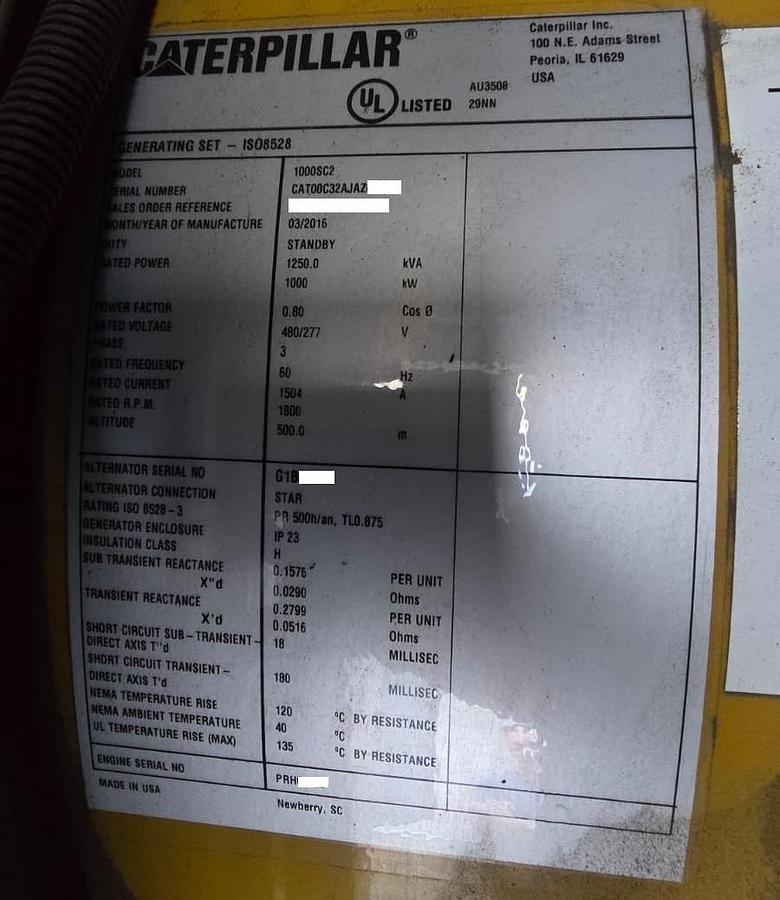 CATERPILLAR®
Caterpillar Inc.
100 N.E. Adams Street
Peoria, IL 61629
USA
UL LISTED AU3508
29NN
GENERATING SET - ISO8528
MODEL 1000SC2
SERIAL NUMBER CAT00C32AJAZ
SALES ORDER REFERENCE
MONTH/YEAR OF MANUFACTURE 03/2016
DUTY STANDBY
RATED POWER 1250.0 kVA
1000 kW
POWER FACTOR 0.80 Cos Ø
RATED VOLTAGE 480/277 V
PHASE 3
RATED FREQUENCY 60 Hz
RATED CURRENT 1504 A
RATED R.P.M. 1800
ALTITUDE 500.0 m
ALTERNATOR SERIAL NO G1B
ALTERNATOR CONNECTION STAR
RATING ISO 8528-3 PR 500h/an, TL0.875
GENERATOR ENCLOSURE IP 23
INSULATION CLASS H
SUB TRANSIENT REACTANCE 0.1576 PER UNIT
X"d 0.0290 Ohms
TRANSIENT REACTANCE 0.2799 PER UNIT
X'd 0.0516 Ohms
SHORT CIRCUIT SUB-TRANSIENT- 18 MILLISEC
DIRECT AXIS T"d
SHORT CIRCUIT TRANSIENT- 180 MILLISEC
DIRECT AXIS T'd
NEMA TEMPERATURE RISE 120 ºC BY RESISTANCE
NEMA AMBIENT TEMPERATURE 40 ºC
UL TEMPERATURE RISE (MAX) 135 ºC BY RESISTANCE
ENGINE SERIAL NO PRH
MADE IN USA Newberry, SC